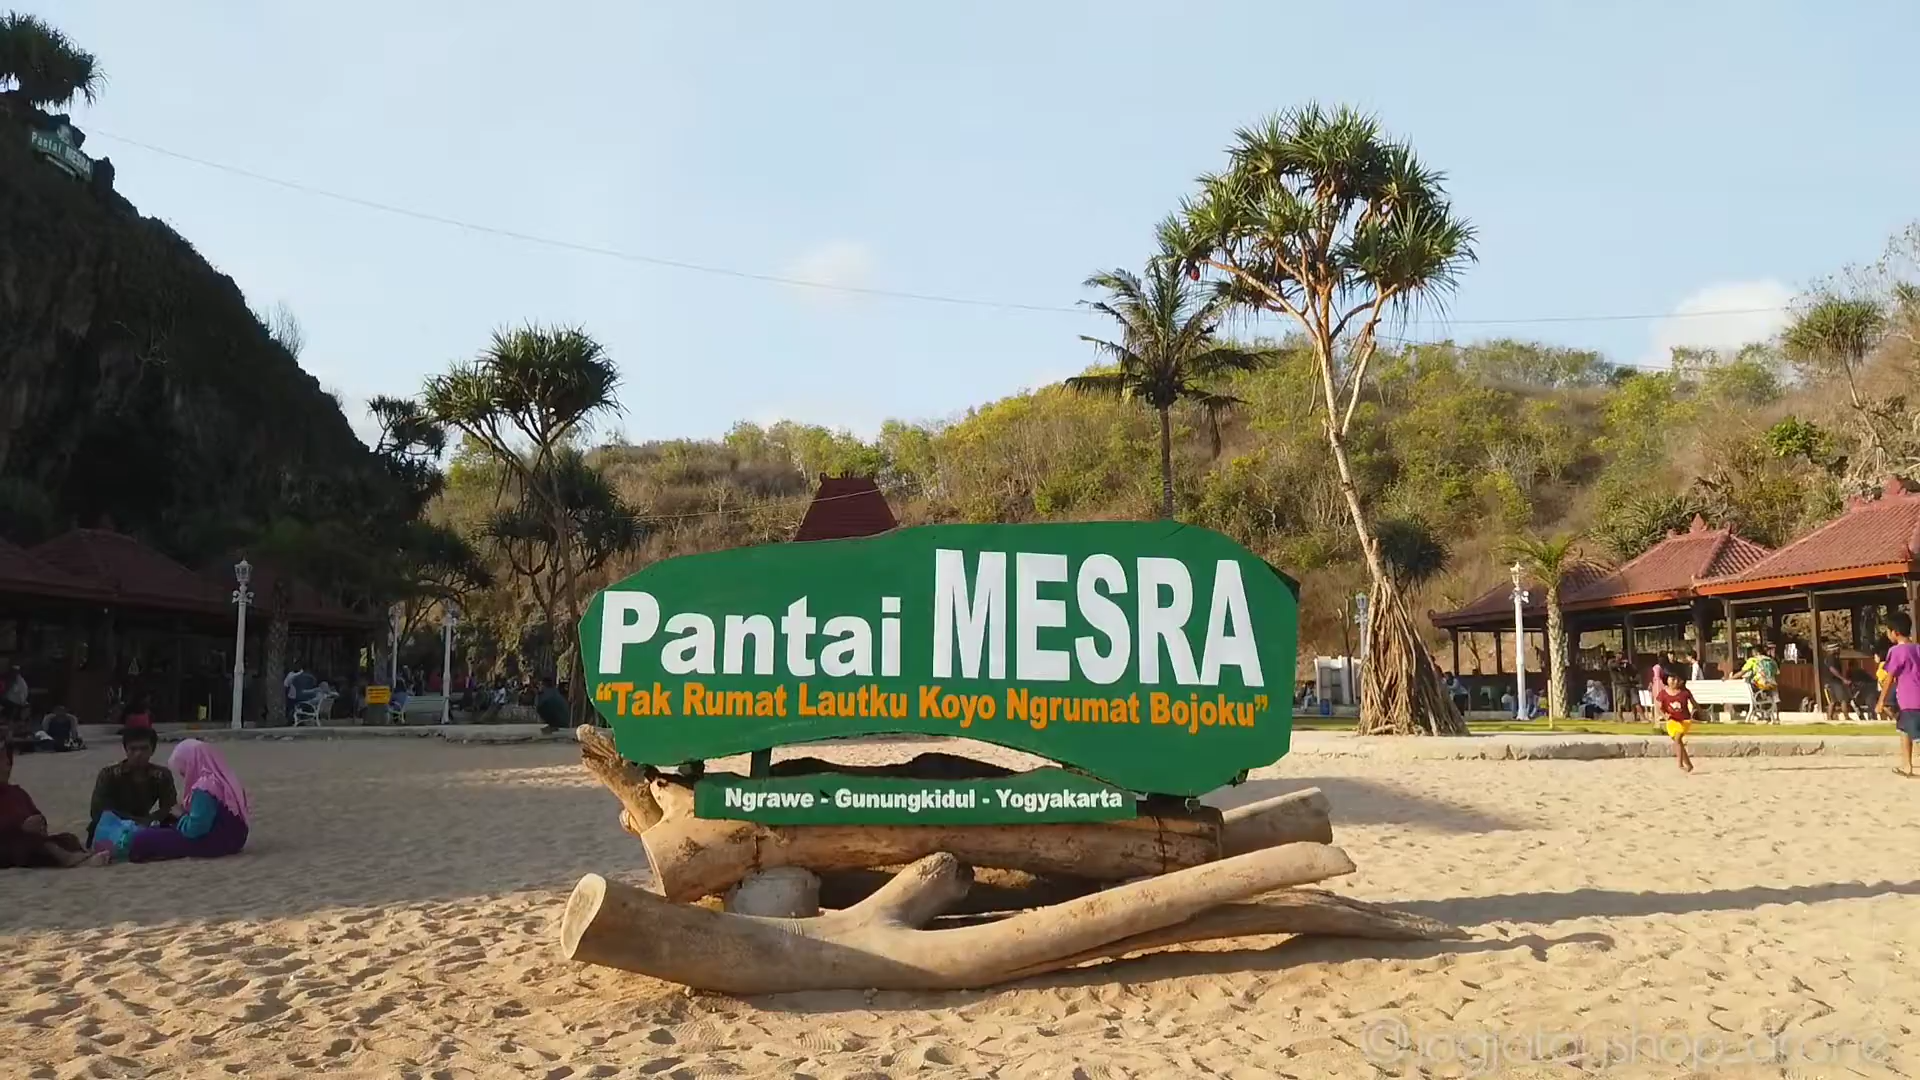 Pantai MESRA
Pantai MESRA
"Tak Rumat Lautku Koyo Ngrumat Bojoku"
Ngrawe - Gunungkidul - Yogyakarta